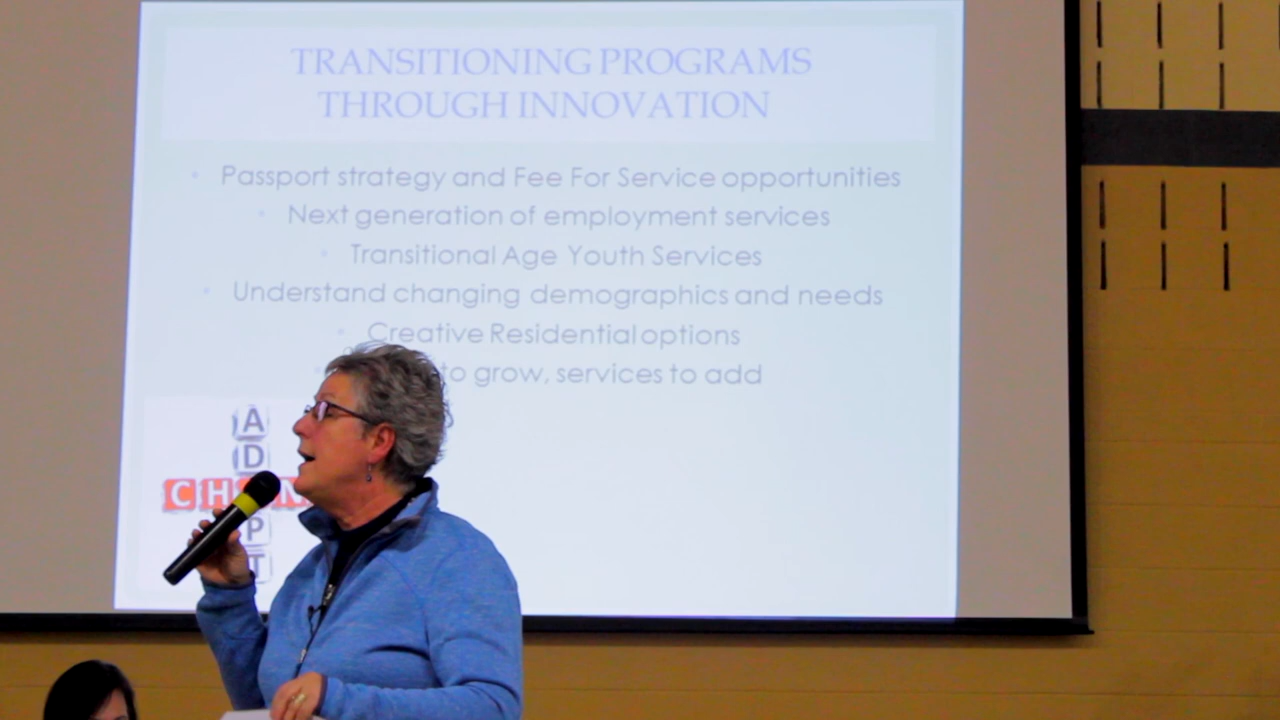 TRANSITIONING PROGRAMS
THROUGH INNOVATION
• Passport strategy and Fee For Service opportunities
• Next generation of employment services
• Transitional Age Youth Services
• Understand changing demographics and needs
• Creative Residential options
to grow, services to add
A
D
CH
P
T